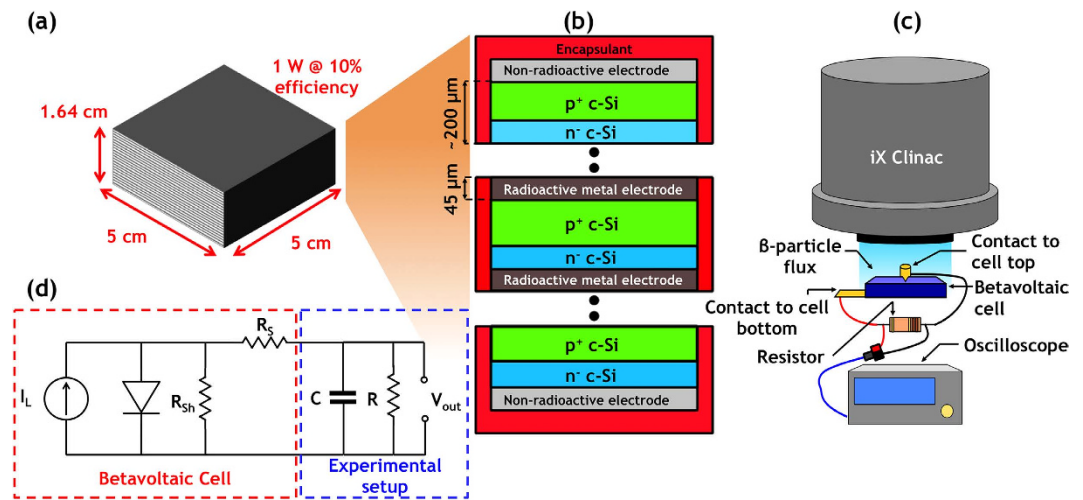 (a)
1 W @ 10%
efficiency
1.64 cm
5 cm
5 cm
(b)
Encapsulant
Non-radioactive electrode
p⁺ c-Si
n⁻ c-Si
~200 μm
Radioactive metal electrode
45 μm
p⁺ c-Si
n⁻ c-Si
Radioactive metal electrode
p⁺ c-Si
n⁻ c-Si
Non-radioactive electrode
(c)
iX Clinac
ß-particle
flux
Contact to
cell top
Betavoltaic
cell
Contact to cell
bottom
Resistor
Oscilloscope
(d)
I_L
R_Sh
R_S
C
R
V_out
Betavoltaic Cell
Experimental
setup